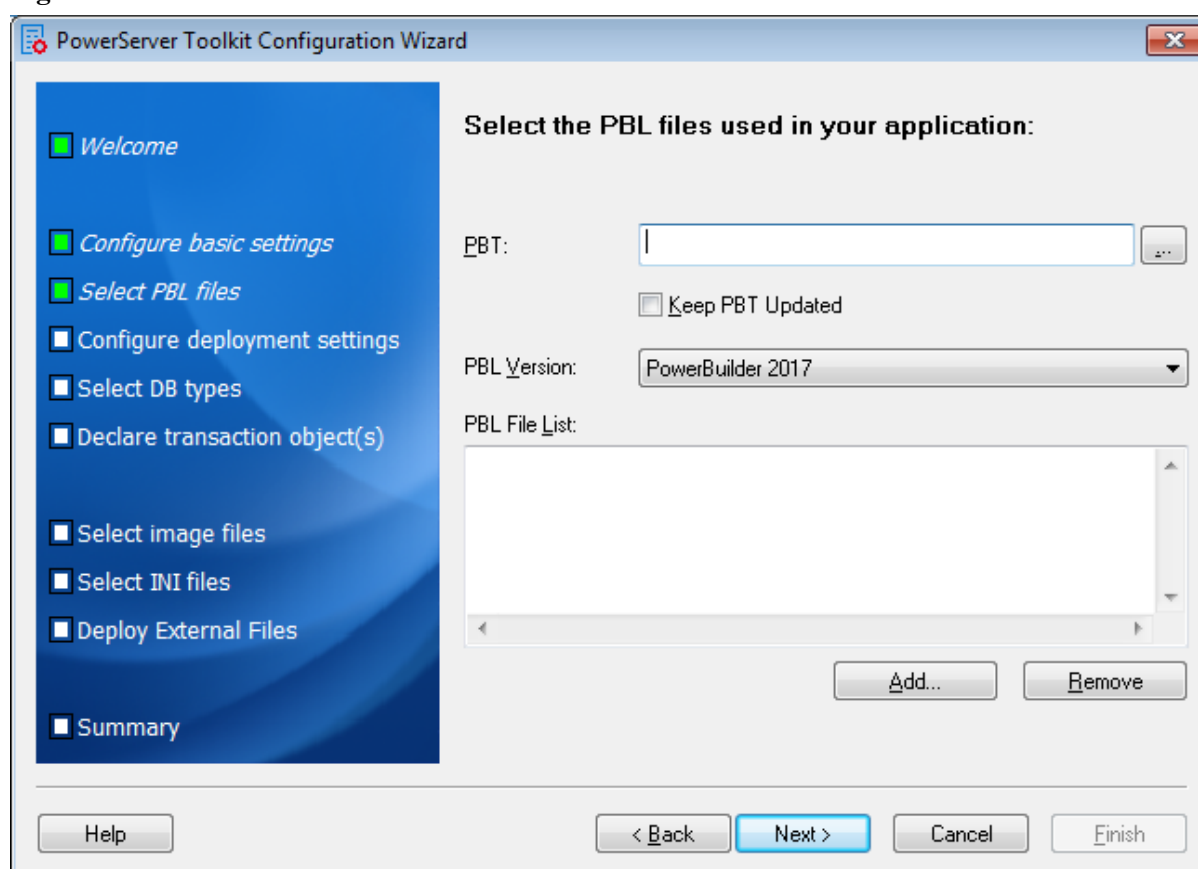 PowerServer Toolkit Configuration Wizard
Welcome
Configure basic settings
Select PBL files
Configure deployment settings
Select DB types
Declare transaction object(s)
Select image files
Select INI files
Deploy External Files
Summary
Select the PBL files used in your application:
PBT:
...
Keep PBT Updated
PBL Version:
PowerBuilder 2017
PBL File List:
Add...
Remove
Help
< Back
Next >
Cancel
Finish